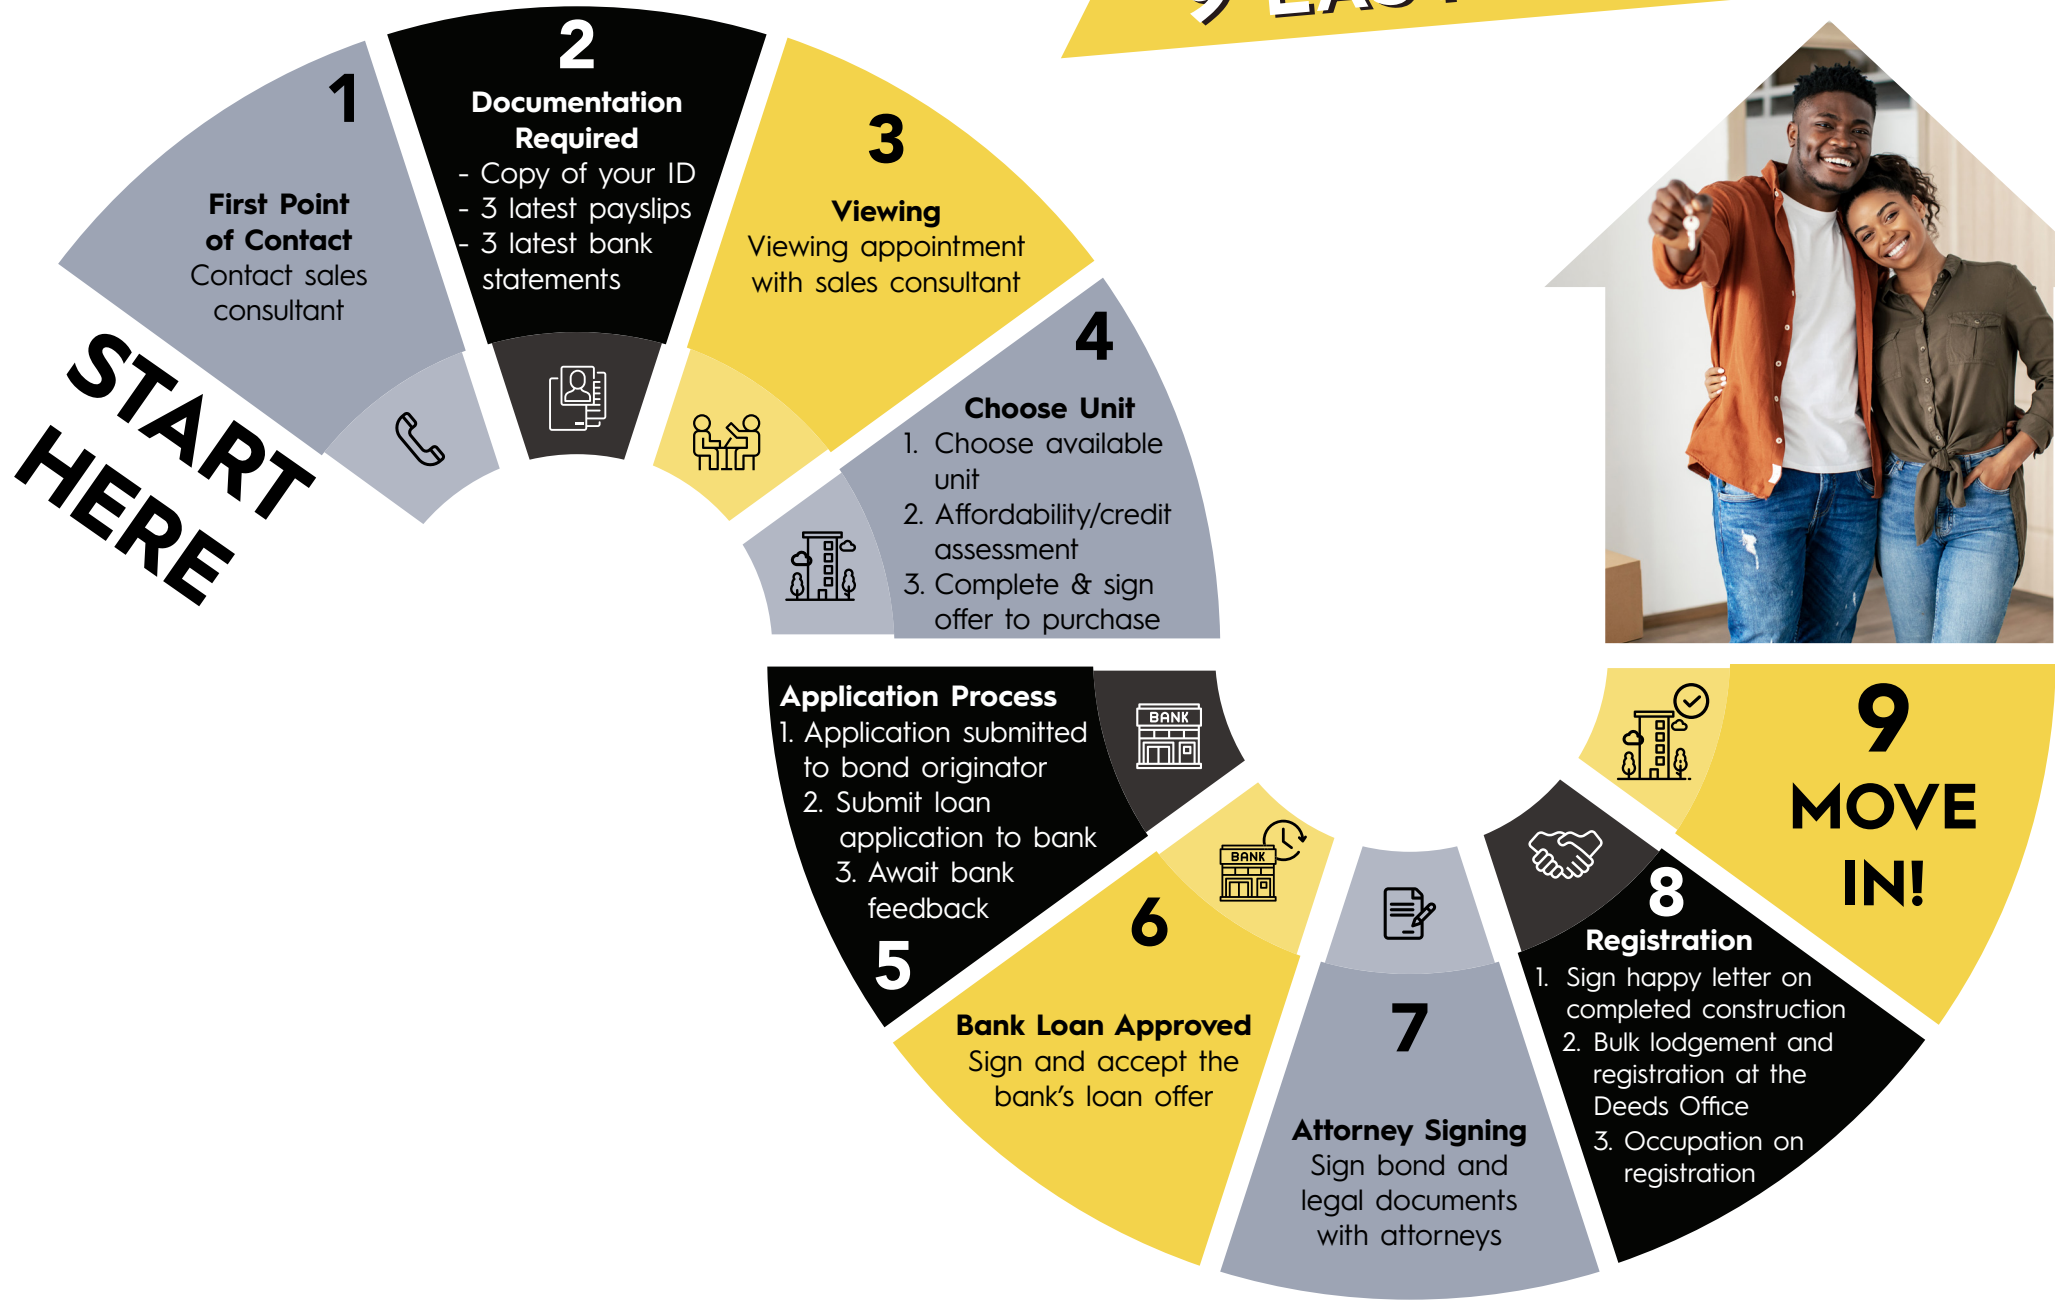 9 EASY
START
HERE
1
First Point
of Contact
Contact sales
consultant
2
Documentation
Required
- Copy of your ID
- 3 latest payslips
- 3 latest bank
statements
3
Viewing
Viewing appointment
with sales consultant
4
Choose Unit
1. Choose available
unit
2. Affordability/credit
assessment
3. Complete & sign
offer to purchase
Application Process
1. Application submitted
to bond originator
2. Submit loan
application to bank
3. Await bank
feedback
5
BANK
6
Bank Loan Approved
Sign and accept the
bank's loan offer
BANK
7
Attorney Signing
Sign bond and
legal documents
with attorneys
8
Registration
1. Sign happy letter on
completed construction
2. Bulk lodgement and
registration at the
Deeds Office
3. Occupation on
registration
9
MOVE
IN!